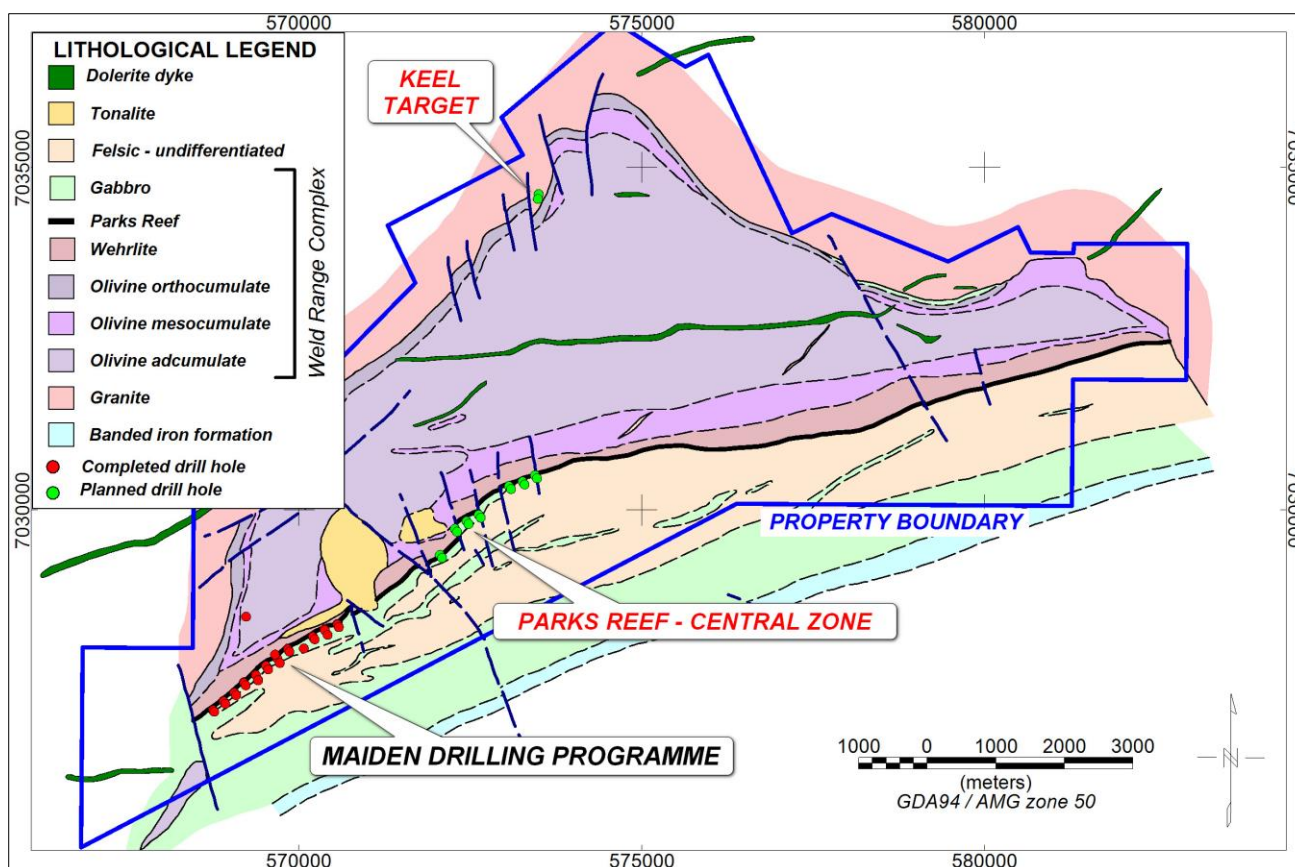 570000
575000
580000
LITHOLOGICAL LEGEND
Dolerite dyke
Tonalite
Felsic - undifferentiated
Gabbro
Parks Reef
Wehrlite
Olivine orthocumulate
Olivine mesocumulate
Olivine adcumulate
Weld Range Complex
Granite
Banded iron formation
Completed drill hole
Planned drill hole
KEEL
TARGET
7035000
7035000
7030000
7030000
PROPERTY BOUNDARY
PARKS REEF - CENTRAL ZONE
MAIDEN DRILLING PROGRAMME
1000 0 1000 2000 3000
(meters)
GDA94 / AMG zone 50
N
570000
575000
580000